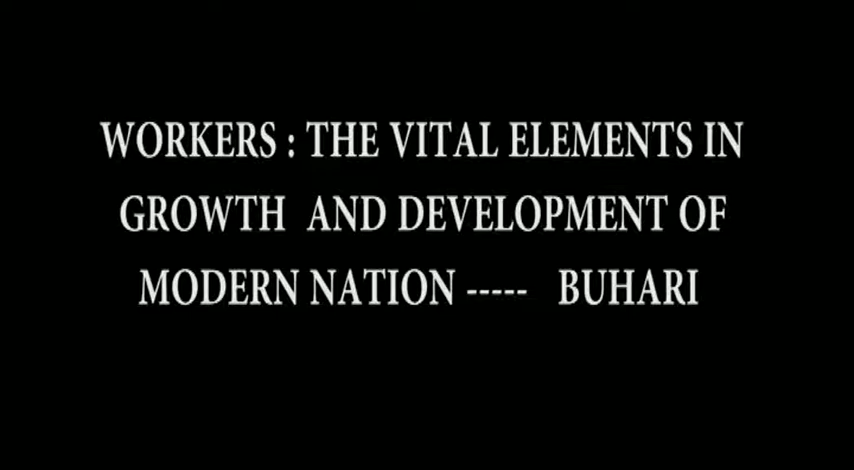 WORKERS : THE VITAL ELEMENTS IN
GROWTH AND DEVELOPMENT OF
MODERN NATION ----- BUHARI